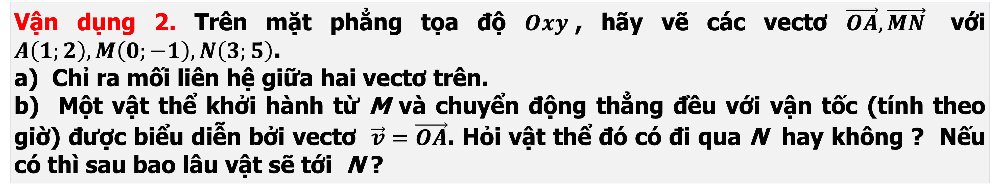 Vận dụng 2. Trên mặt phẳng tọa độ Oxy, hãy vẽ các vectơ \overrightarrow{OA}, \overrightarrow{MN} với
A(1; 2), M(0; −1), N(3; 5).
a) Chỉ ra mối liên hệ giữa hai vectơ trên.
b) Một vật thể khởi hành từ M và chuyển động thẳng đều với vận tốc (tính theo
giờ) được biểu diễn bởi vectơ \overrightarrow{v} = \overrightarrow{OA}. Hỏi vật thể đó có đi qua N hay không ? Nếu
có thì sau bao lâu vật sẽ tới N?